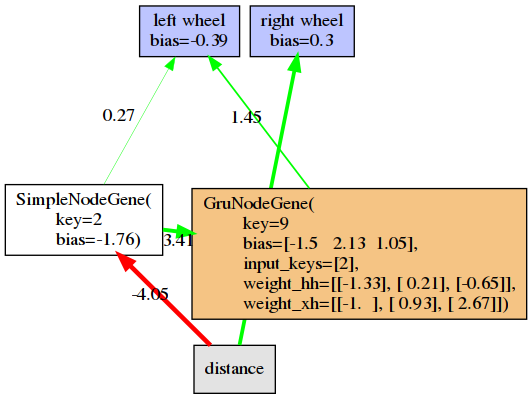 left wheel
bias=-0.39
right wheel
bias=0.3
0.27
1.45
SimpleNodeGene(
key=2
bias=-1.76)
3.41
GruNodeGene(
key=9
bias=[-1.5   2.13  1.05],
input_keys=[2],
weight_hh=[[-1.33], [ 0.21], [-0.65]],
weight_xh=[[-1.  ], [ 0.93], [ 2.67]])
-4.05
distance